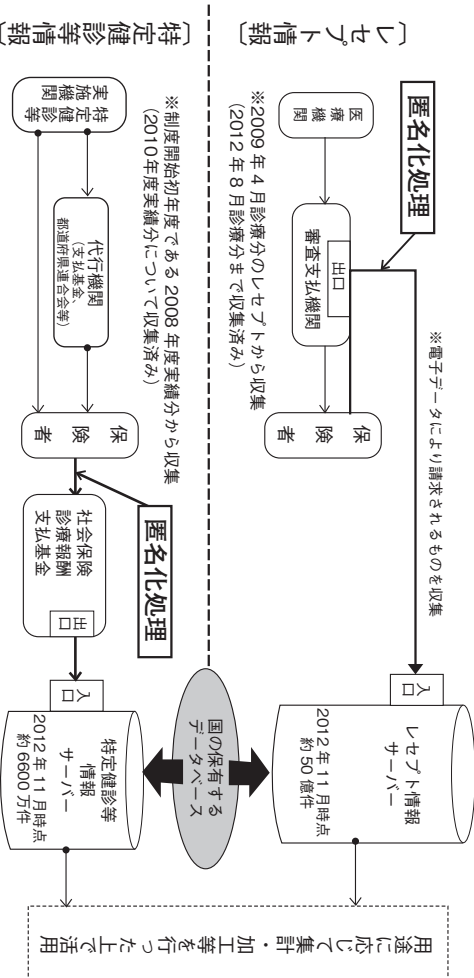 〔レセプト情報〕
医療
機関
匿名化処理
※2009年4月診療分のレセプトから収集
(2012年8月診療分まで収集済み)
出口
審査支払機関
保険者
※電子データにより請求されるものを収集
入口
レセプト情報
サーバー
2012年11月時点
約50億件
国の保有する
データベース
〔特定健診等情報〕
特定健診等
実施機関
代行機関
(支払基金、
都道府県連合会等)
※制度開始初年度である2008年度実績分から収集
(2010年度実績分について収集済み)
保険者
匿名化処理
社会保険
診療報酬
支払基金
出口
入口
特定健診等
情報
サーバー
2012年11月時点
約6600万件
用途に応じて集計・加工等を行った上で活用